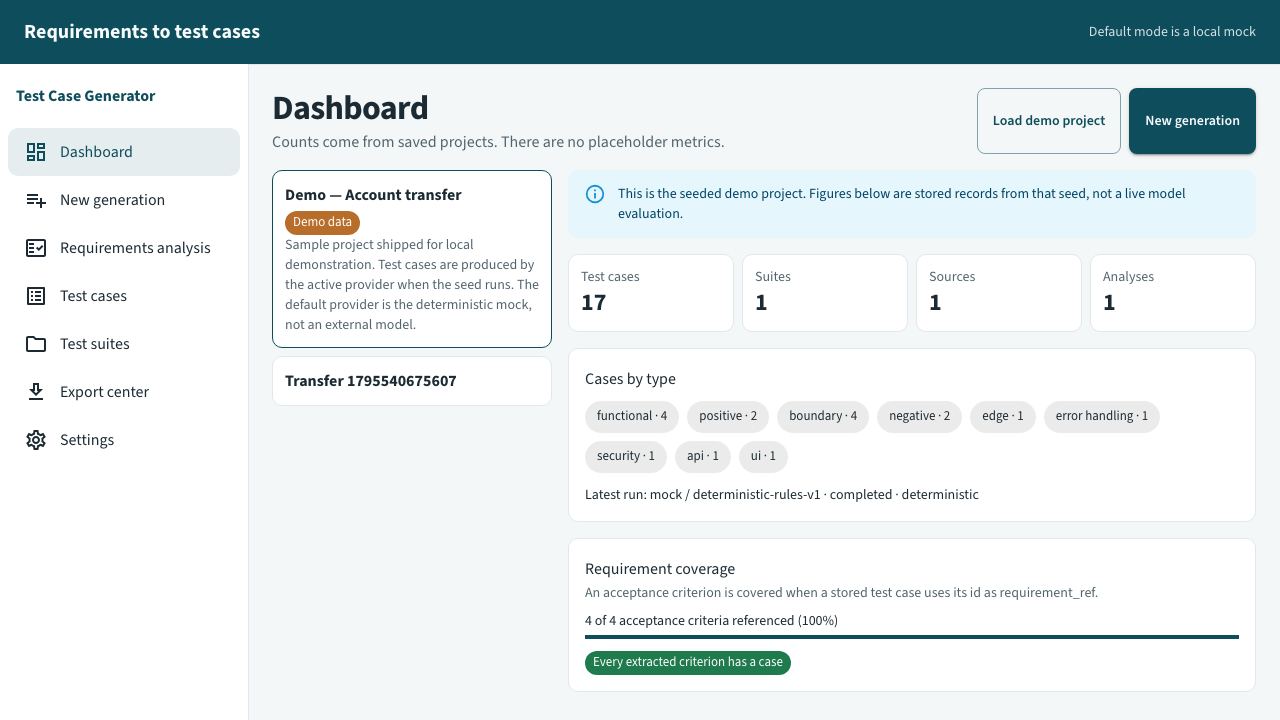 Requirements to test cases
Default mode is a local mock
Test Case Generator
Dashboard
New generation
Requirements analysis
Test cases
Test suites
Export center
Settings
Dashboard
Counts come from saved projects. There are no placeholder metrics.
Load demo project
New generation
Demo — Account transfer
Demo data
Sample project shipped for local
demonstration. Test cases are produced by
the active provider when the seed runs. The
default provider is the deterministic mock,
not an external model.
Transfer 1795540675607
This is the seeded demo project. Figures below are stored records from that seed, not a live model
evaluation.
Test cases
17
Suites
1
Sources
1
Analyses
1
Cases by type
functional · 4
positive · 2
boundary · 4
negative · 2
edge · 1
error handling · 1
security · 1
api · 1
ui · 1
Latest run: mock / deterministic-rules-v1 · completed · deterministic
Requirement coverage
An acceptance criterion is covered when a stored test case uses its id as requirement_ref.
4 of 4 acceptance criteria referenced (100%)
Every extracted criterion has a case